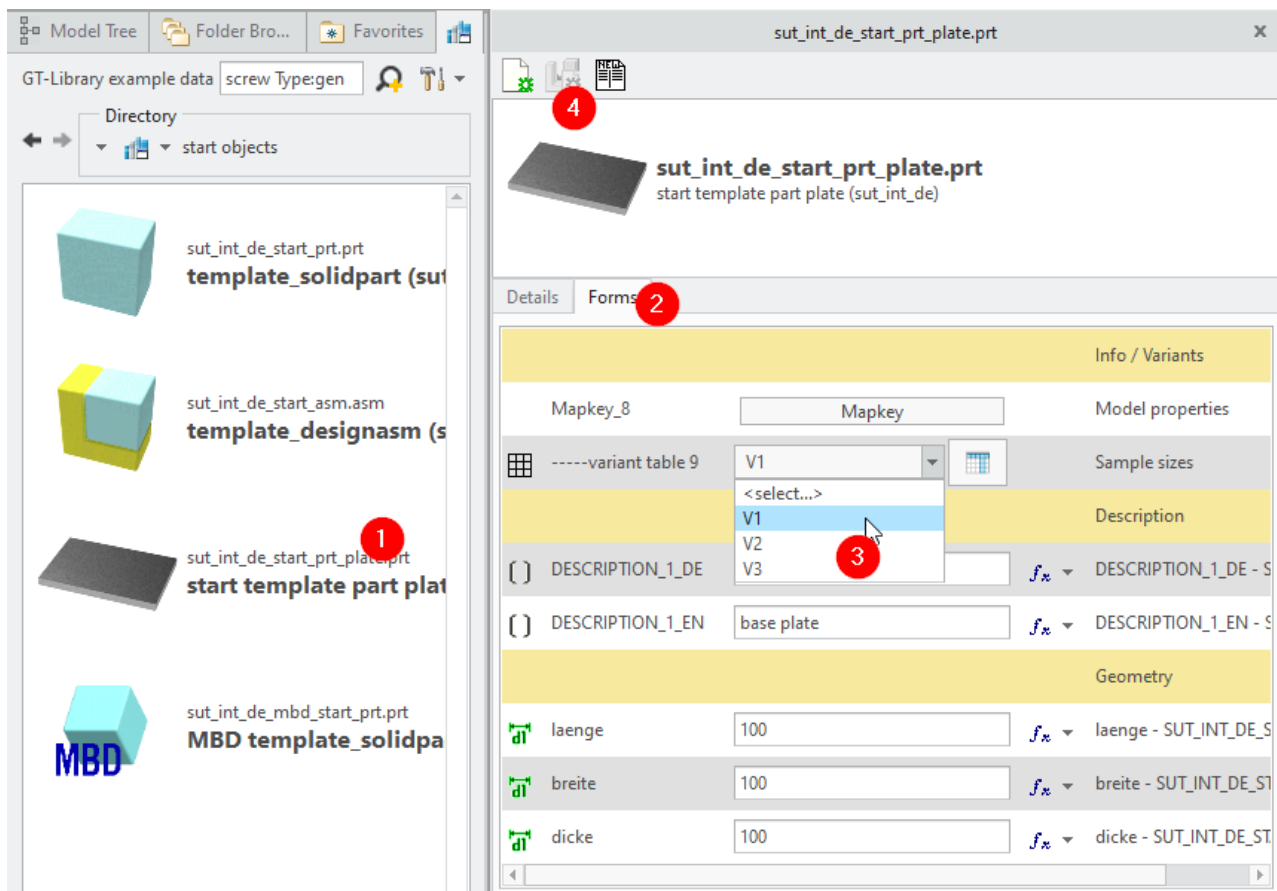 Model Tree
Folder Bro...
Favorites
GT-Library example data
screw Type:gen
Directory
start objects
sut_int_de_start_prt.prt
template_solidpart (sut
sut_int_de_start_asm.asm
template_designasm (s
1
sut_int_de_start_prt_plate.prt
start template part plat
MBD
sut_int_de_mbd_start_prt.prt
MBD template_solidpa
sut_int_de_start_prt_plate.prt
NEW
4
sut_int_de_start_prt_plate.prt
start template part plate (sut_int_de)
Details
Forms
2
Info / Variants
Mapkey_8
Mapkey
Model properties
-----variant table 9
V1
Sample sizes
<select...>
V1
V2
V3
3
Description
DESCRIPTION_1_DE
DESCRIPTION_1_DE - S
DESCRIPTION_1_EN
base plate
DESCRIPTION_1_EN - S
Geometry
d1 laenge
100
laenge - SUT_INT_DE_S
d1 breite
100
breite - SUT_INT_DE_ST
d1 dicke
100
dicke - SUT_INT_DE_ST